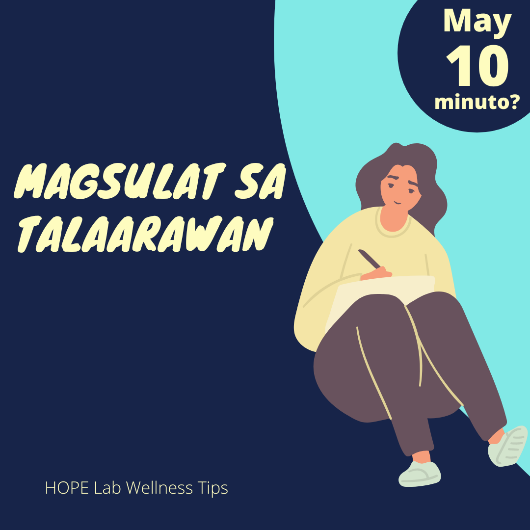 May
10
minuto?
MAGSULAT SA
TALAARAWAN
HOPE Lab Wellness Tips